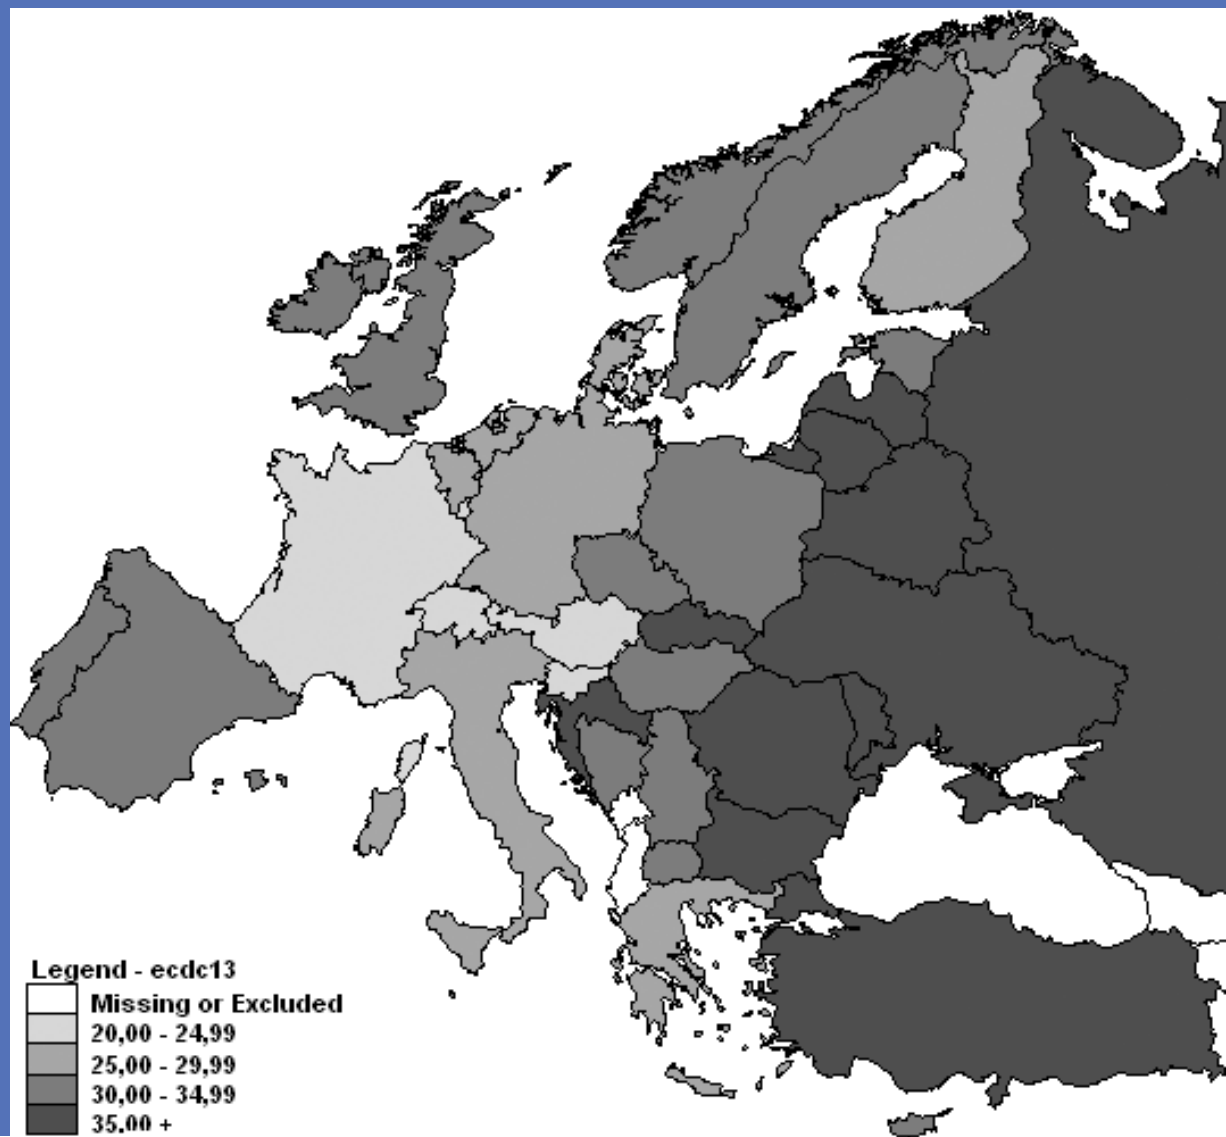 Legend - ecdc13
Missing or Excluded
20,00 - 24,99
25,00 - 29,99
30,00 - 34,99
35,00 +